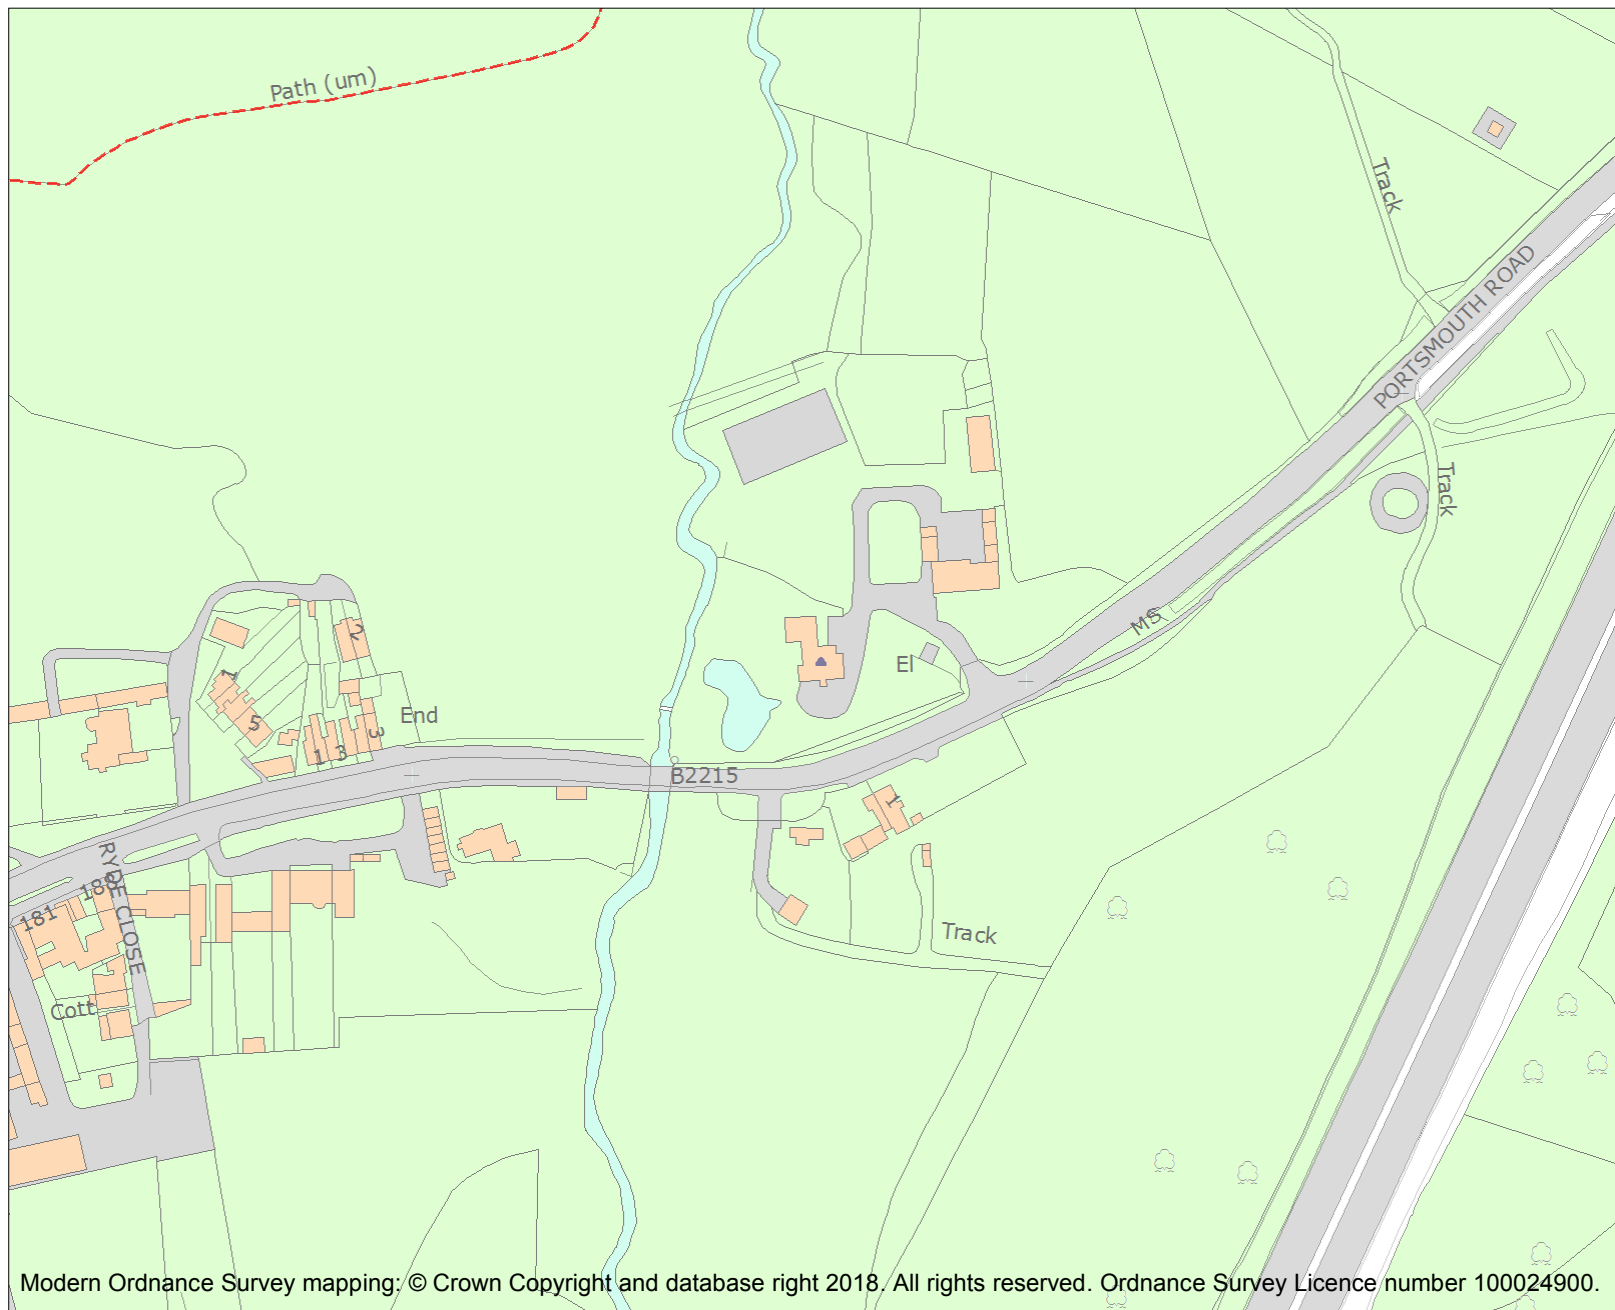 Path (um)
Track
PORTSMOUTH ROAD
Track
MS
El
2
1
5
End
3
1 3
B2215
1
RYDE CLOSE
181
Track
Cott
Modern Ordnance Survey mapping: © Crown Copyright and database right 2018. All rights reserved. Ordnance Survey Licence number 100024900.